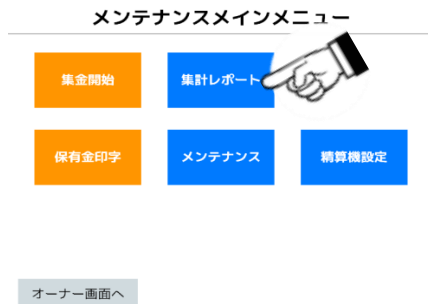 メンテナンスメインメニュー
集金開始
集計レポート
保有金印字
メンテナンス
精算機設定
オーナー画面へ